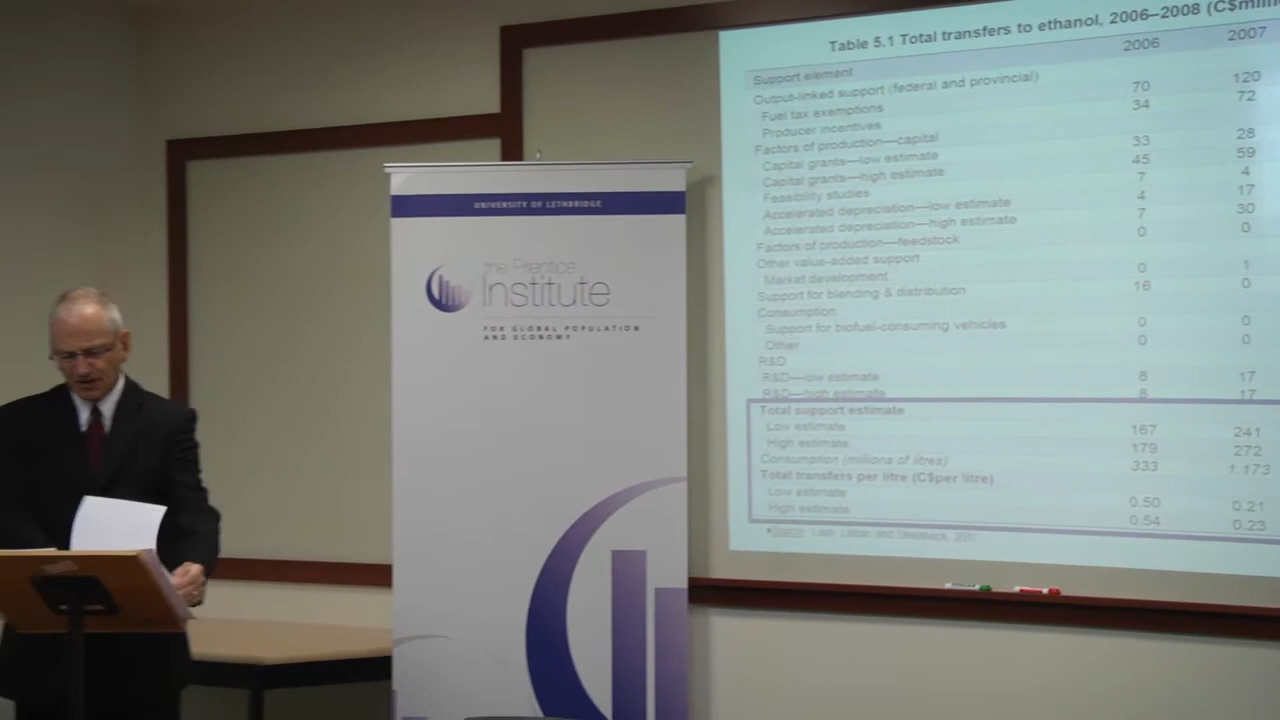 UNIVERSITY OF LETHBRIDGE
the Prentice
Institute
FOR GLOBAL POPULATION
AND ECONOMY
Table 5.1 Total transfers to ethanol, 2006–2008 (C$milli
2006 2007
Support element
Output-linked support (federal and provincial)
Fuel tax exemptions 70 120
Producer incentives 34 72
Factors of production—capital
Capital grants—low estimate 33 28
Capital grants—high estimate 45 59
Feasibility studies 7 4
Accelerated depreciation—low estimate 4 17
Accelerated depreciation—high estimate 7 30
Factors of production—feedstock 0 0
Other value-added support
Market development 0 1
Support for blending & distribution 16 0
Consumption
Support for biofuel-consuming vehicles 0 0
Other 0 0
R&D
R&D—low estimate 8 17
R&D—high estimate 8 17
Total support estimate
Low estimate 167 241
High estimate 179 272
Consumption (millions of litres) 333 1,173
Total transfers per litre (C$per litre)
Low estimate 0.50 0.21
High estimate 0.54 0.23
*Source: